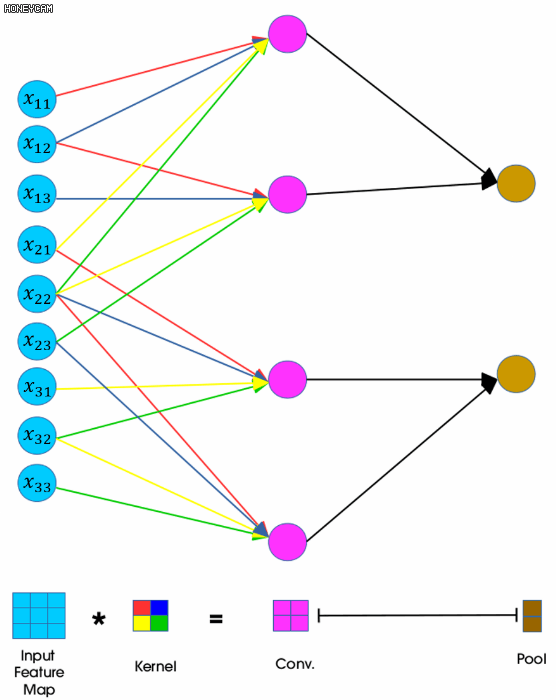 HONEYCAM
x₁₁
x₁₂
x₁₃
x₂₁
x₂₂
x₂₃
x₃₁
x₃₂
x₃₃
* =
Input
Feature
Map
Kernel
Conv.
Pool